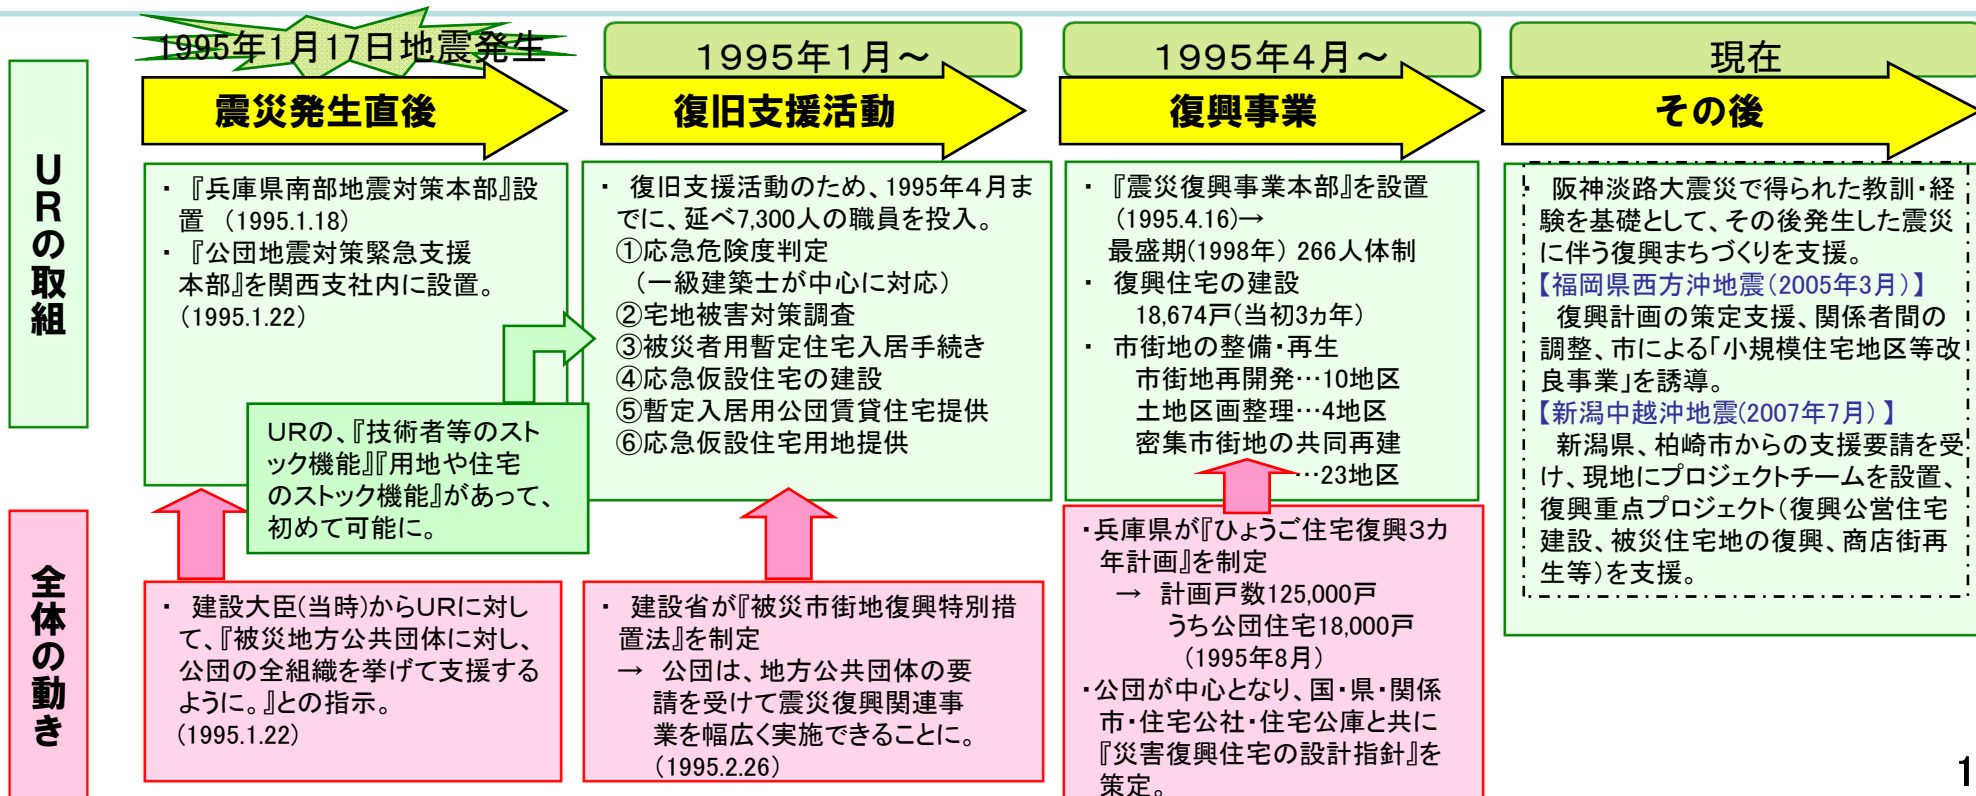 1995年1月17日地震発生
震災発生直後
1995年1月～
復旧支援活動
1995年4月～
復興事業
現在
その後
URの取組
・『兵庫県南部地震対策本部』設
置 (1995.1.18)
・『公団地震対策緊急支援
本部』を関西支社内に設置。
(1995.1.22)
URの、『技術者等のスト
ック機能』『用地や住宅
のストック機能』があって、
初めて可能に。
・ 復旧支援活動のため、1995年4月ま
でに、延べ7,300人の職員を投入。
①応急危険度判定
(一級建築士が中心に対応)
②宅地被害対策調査
③被災者用暫定住宅入居手続き
④応急仮設住宅の建設
⑤暫定入居用公団賃貸住宅提供
⑥応急仮設住宅用地提供
・『震災復興事業本部』を設置
(1995.4.16)→
最盛期(1998年) 266人体制
・ 復興住宅の建設
18,674戸(当初3ヵ年)
・ 市街地の整備・再生
市街地再開発…10地区
土地区画整理…4地区
密集市街地の共同再建
…23地区
・ 阪神淡路大震災で得られた教訓・経
験を基礎として、その後発生した震災
に伴う復興まちづくりを支援。
【福岡県西方沖地震(2005年3月)】
復興計画の策定支援、関係者間の
調整、市による「小規模住宅地区等改
良事業」を誘導。
【新潟中越沖地震(2007年7月)】
新潟県、柏崎市からの支援要請を受
け、現地にプロジェクトチームを設置、
復興重点プロジェクト(復興公営住宅
建設、被災住宅地の復興、商店街再
生等)を支援。
全体の動き
・ 建設大臣(当時)からURに対し
て、『被災地方公共団体に対し、
公団の全組織を挙げて支援する
ように。』との指示。
(1995.1.22)
・ 建設省が『被災市街地復興特別措
置法』を制定
→ 公団は、地方公共団体の要
請を受けて震災復興関連事
業を幅広く実施できることに。
(1995.2.26)
・兵庫県が『ひょうご住宅復興3カ
年計画』を制定
→ 計画戸数125,000戸
うち公団住宅18,000戸
(1995年8月)
・公団が中心となり、国・県・関係
市・住宅公社・住宅公庫と共に
『災害復興住宅の設計指針』を
策定。
1